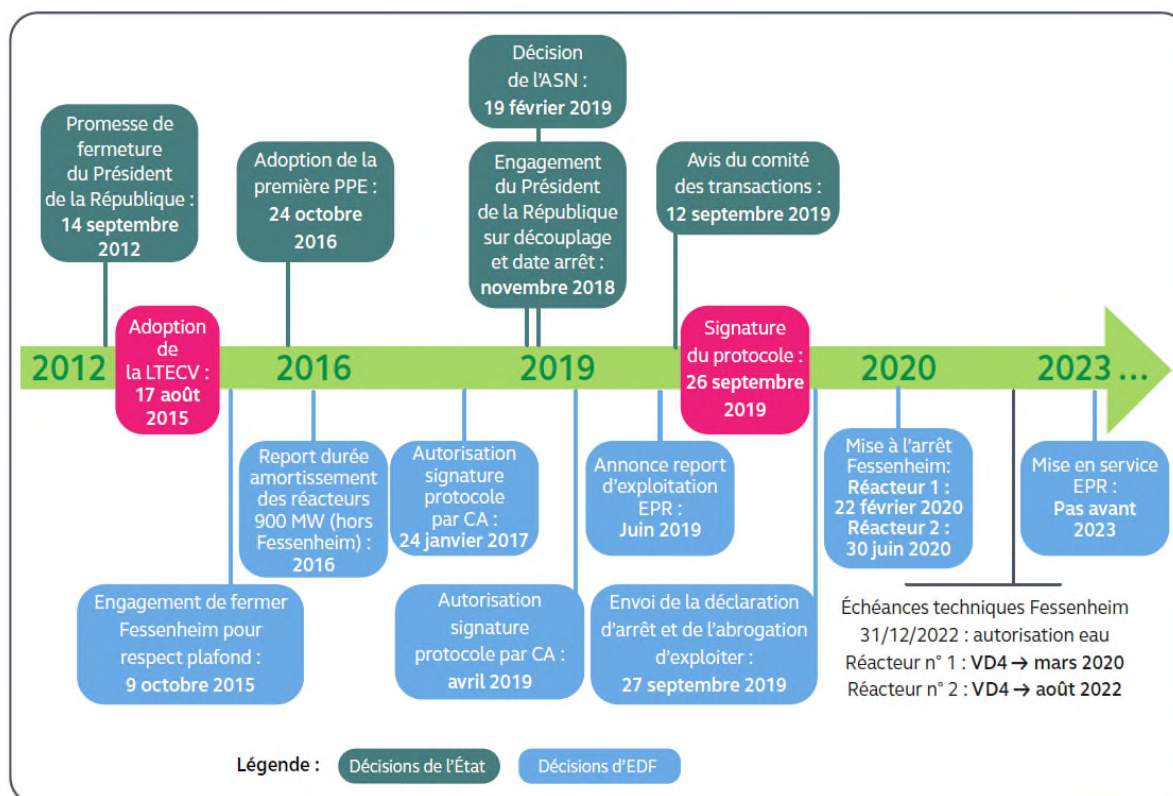 Décision
de l'ASN :
19 février 2019
Promesse de
fermeture
du Président
de la République :
14 septembre
2012
Adoption de la
première PPE :
24 octobre
2016
Engagement
du Président
de la République
sur découplage
et date arrêt :
novembre 2018
Avis du comité
des transactions :
12 septembre 2019
2012
Adoption
de
la LTECV :
17 août
2015
2016
2019
Signature
du protocole :
26 septembre
2019
2020
2023 ...
Report durée
amortissement
des réacteurs
900 MW (hors
Fessenheim) :
2016
Autorisation
signature
protocole
par CA :
24 janvier 2017
Annonce report
d'exploitation
EPR :
Juin 2019
Mise à l'arrêt
Fessenheim:
Réacteur 1 :
22 février 2020
Réacteur 2 :
30 juin 2020
Mise en service
EPR :
Pas avant
2023
Engagement de fermer
Fessenheim pour
respect plafond :
9 octobre 2015
Autorisation
signature
protocole par CA :
avril 2019
Envoi de la déclaration
d'arrêt et de l'abrogation
d'exploiter :
27 septembre 2019
Échéances techniques Fessenheim
31/12/2022 : autorisation eau
Réacteur n° 1 : VD4 → mars 2020
Réacteur n° 2 : VD4 → août 2022
Légende : Décisions de l'État Décisions d'EDF